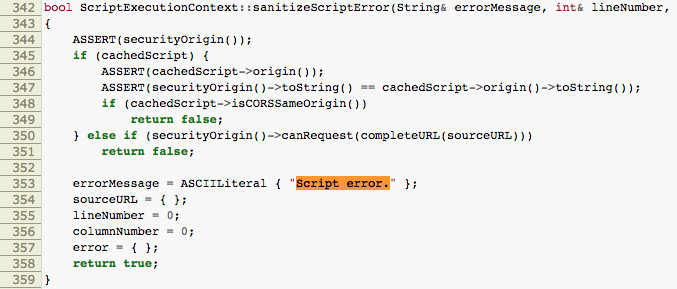 342 bool ScriptExecutionContext::sanitizeScriptError(String& errorMessage, int& lineNumber,
343 {
344     ASSERT(securityOrigin());
345     if (cachedScript) {
346         ASSERT(cachedScript->origin());
347         ASSERT(securityOrigin()->toString() == cachedScript->origin()->toString());
348         if (cachedScript->isCORSSameOrigin())
349             return false;
350     } else if (securityOrigin()->canRequest(completeURL(sourceURL)))
351         return false;
352
353     errorMessage = ASCIILiteral { "Script error." };
354     sourceURL = { };
355     lineNumber = 0;
356     columnNumber = 0;
357     error = { };
358     return true;
359 }